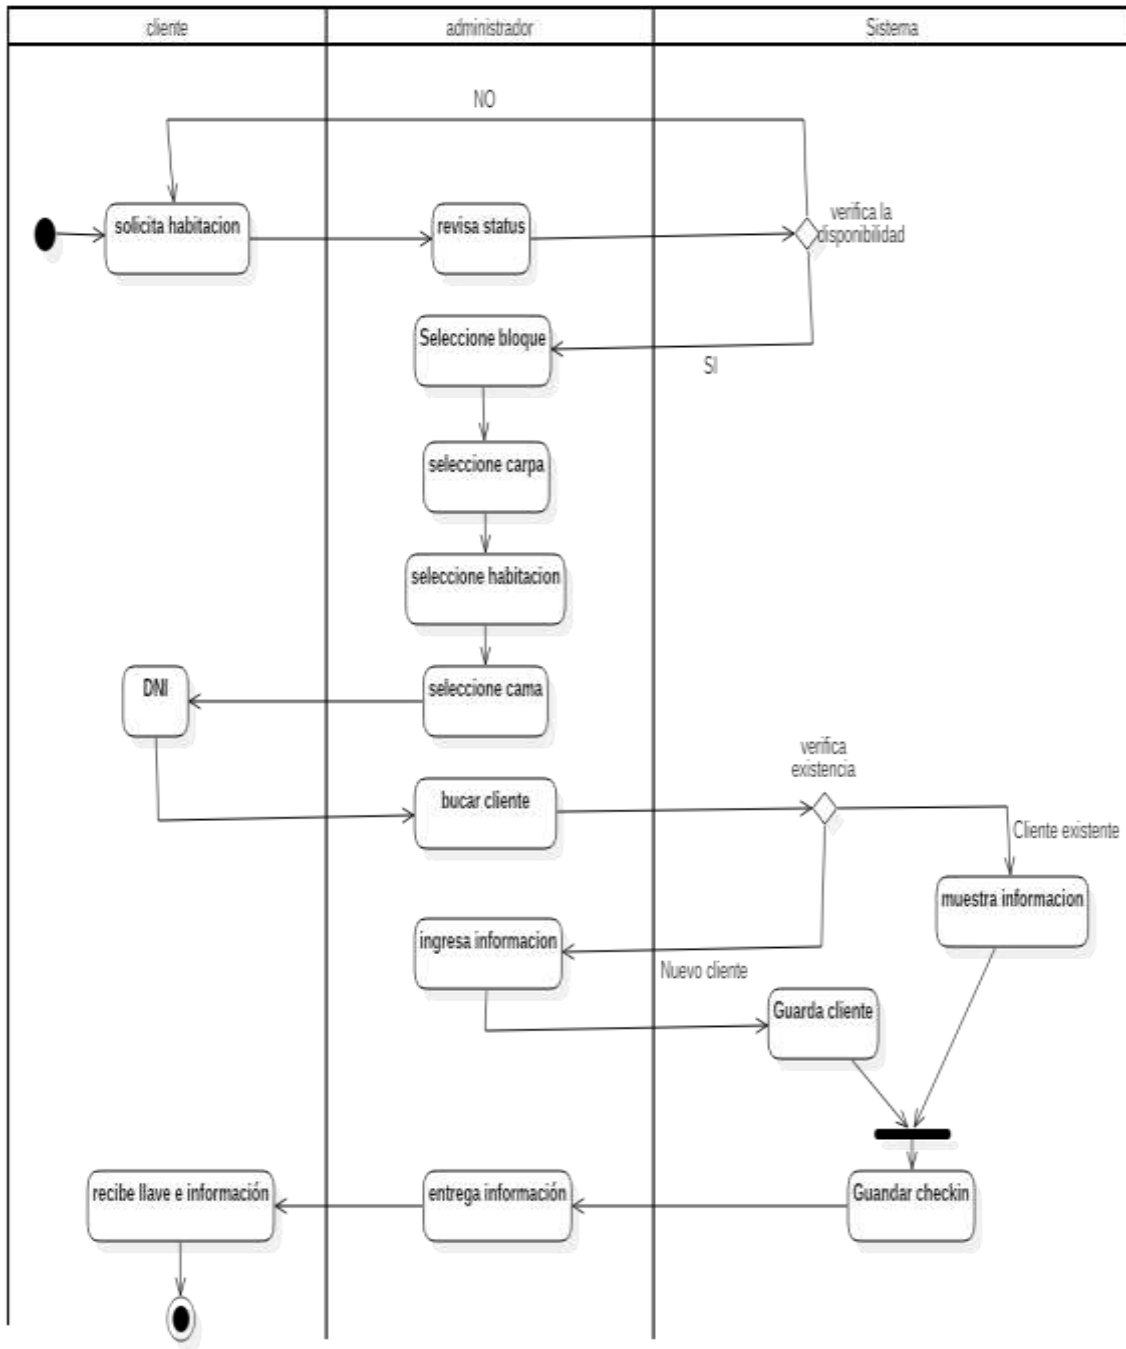 cliente
administrador
Sistema
NO
solicita habitacion
revisa status
verifica la
disponibilidad
Seleccione bloque
SI
seleccione carpa
seleccione habitacion
DNI
seleccione cama
verifica
existencia
bucar cliente
Cliente existente
muestra informacion
ingresa informacion
Nuevo cliente
Guarda cliente
recibe llave e información
entrega información
Guandar checkin